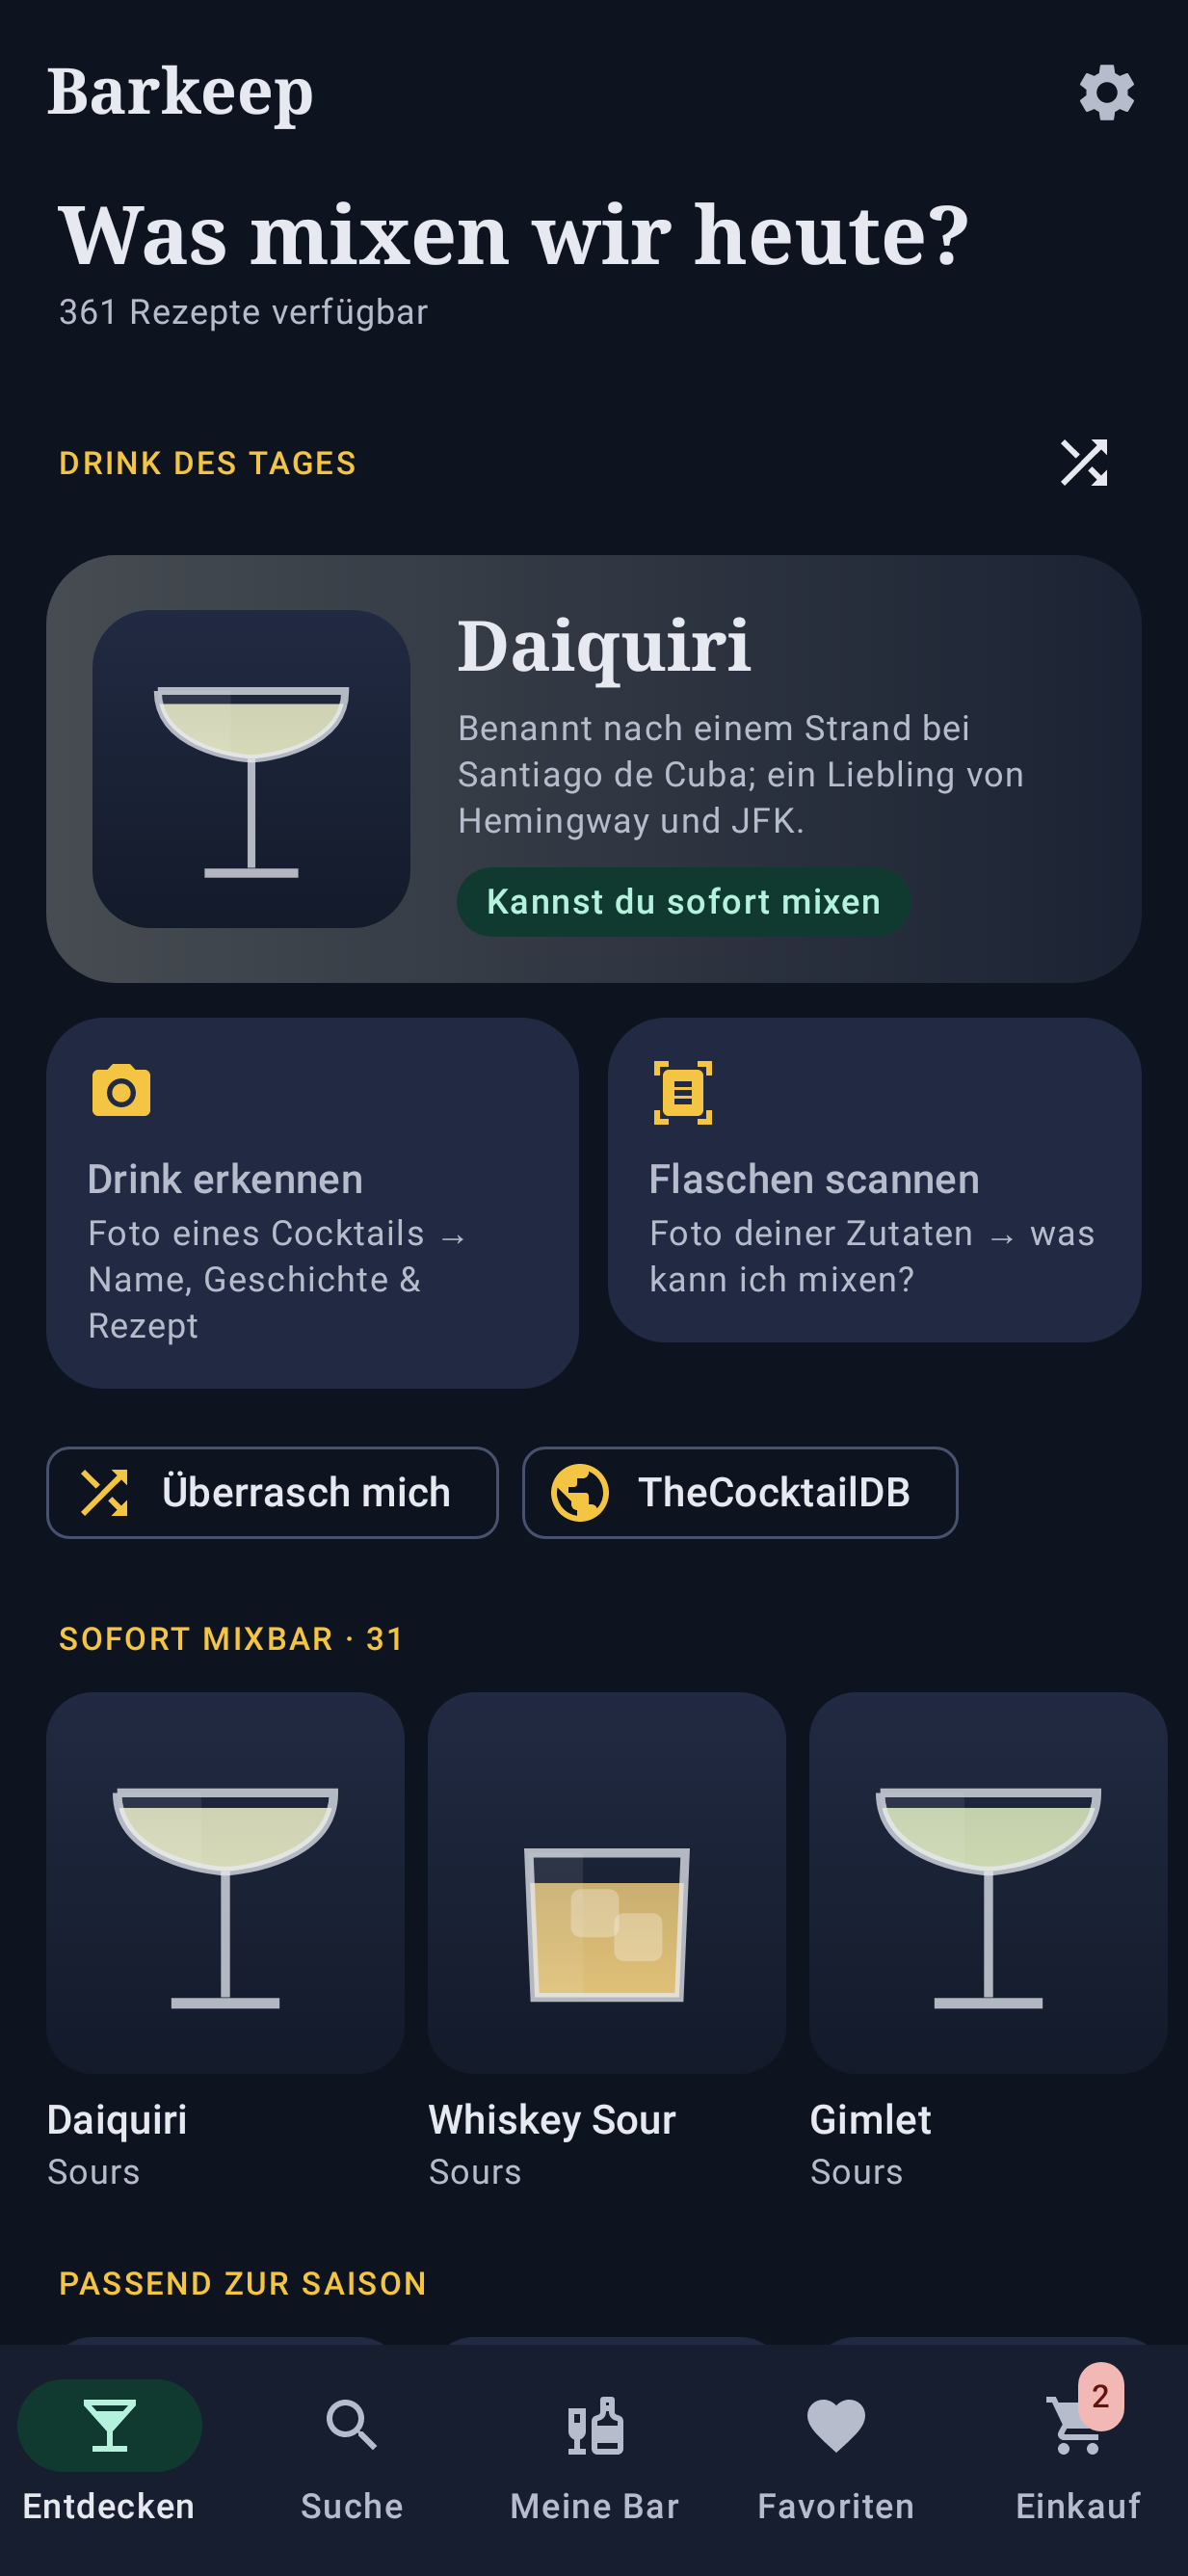 Barkeep
Was mixen wir heute?
361 Rezepte verfügbar
DRINK DES TAGES
Daiquiri
Benannt nach einem Strand bei
Santiago de Cuba; ein Liebling von
Hemingway und JFK.
Kannst du sofort mixen
Drink erkennen
Foto eines Cocktails →
Name, Geschichte &
Rezept
Flaschen scannen
Foto deiner Zutaten → was
kann ich mixen?
Überrasch mich
TheCocktailDB
SOFORT MIXBAR · 31
Daiquiri
Sours
Whiskey Sour
Sours
Gimlet
Sours
PASSEND ZUR SAISON
2
Entdecken
Suche
Meine Bar
Favoriten
Einkauf